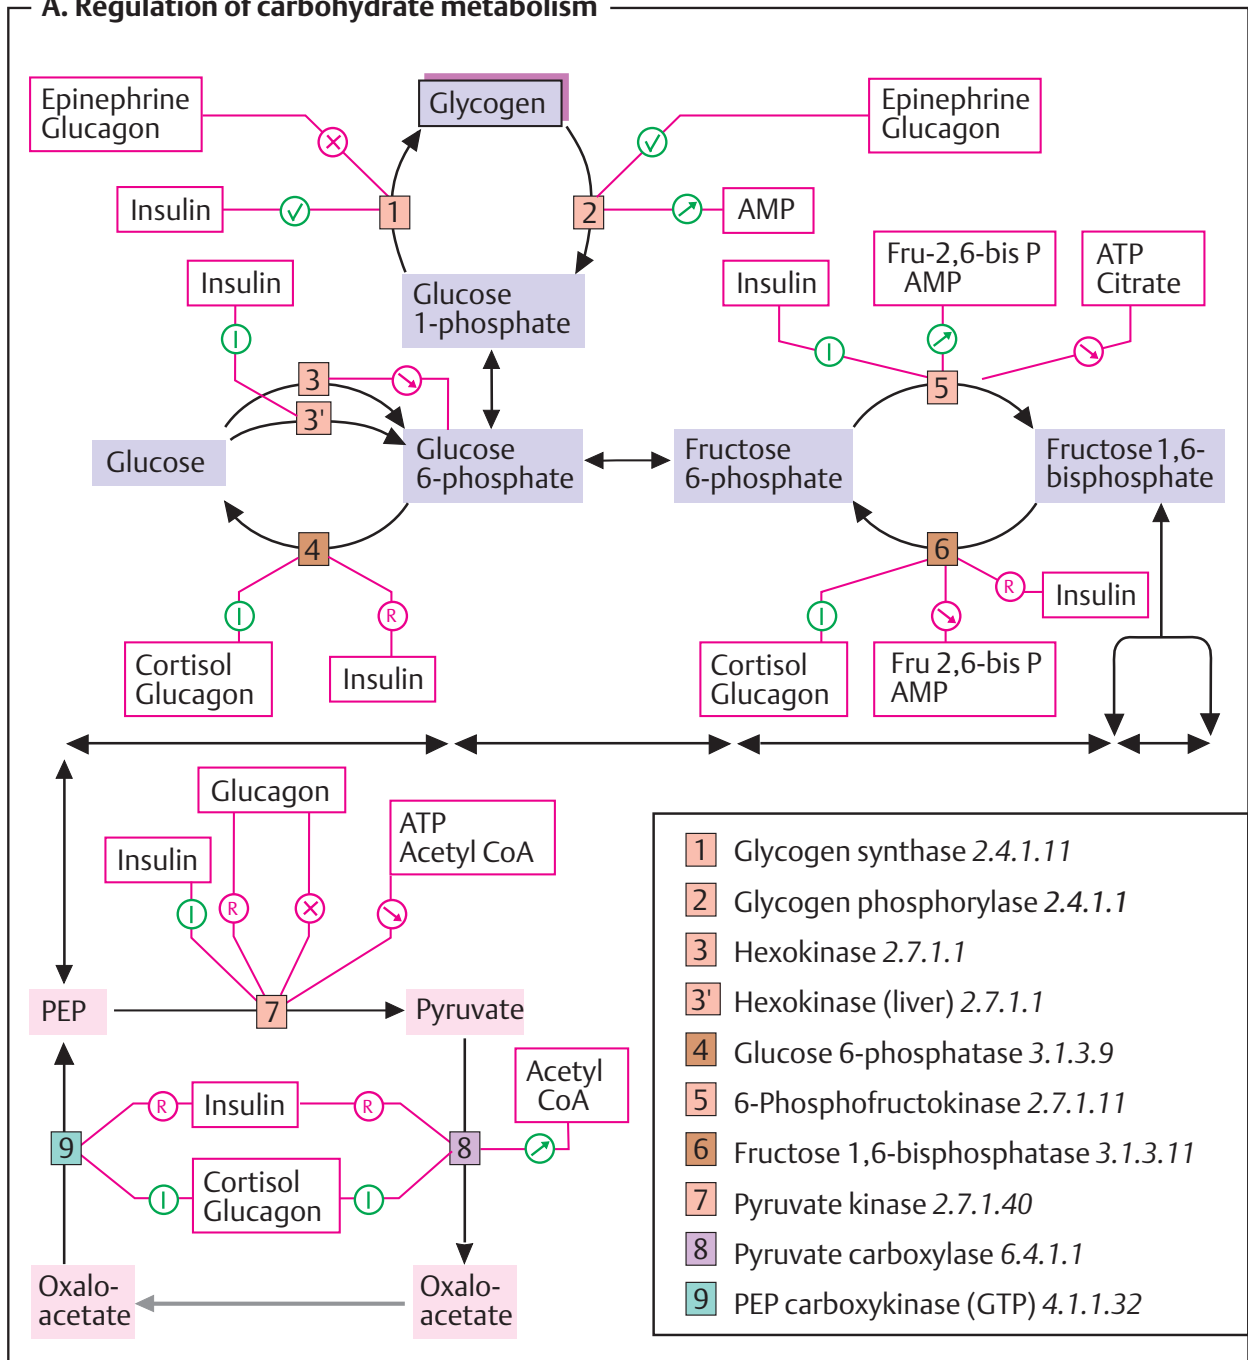 A. Regulation of carbohydrate metabolism
Epinephrine
Glucagon
Glycogen
Epinephrine
Glucagon
Insulin
1
2
AMP
Insulin
Glucose
1-phosphate
Insulin
Fru-2,6-bis P
AMP
ATP
Citrate
3
3'
5
Glucose
Glucose
6-phosphate
Fructose
6-phosphate
Fructose 1,6-
bisphosphate
4
6
R
R
Insulin
Cortisol
Glucagon
Insulin
Cortisol
Glucagon
Fru 2,6-bis P
AMP
Glucagon
Insulin
ATP
Acetyl CoA
R
PEP
7
Pyruvate
Acetyl
CoA
R
Insulin
R
9
8
Cortisol
Glucagon
Oxalo-
acetate
Oxalo-
acetate
1 Glycogen synthase 2.4.1.11
2 Glycogen phosphorylase 2.4.1.1
3 Hexokinase 2.7.1.1
3' Hexokinase (liver) 2.7.1.1
4 Glucose 6-phosphatase 3.1.3.9
5 6-Phosphofructokinase 2.7.1.11
6 Fructose 1,6-bisphosphatase 3.1.3.11
7 Pyruvate kinase 2.7.1.40
8 Pyruvate carboxylase 6.4.1.1
9 PEP carboxykinase (GTP) 4.1.1.32